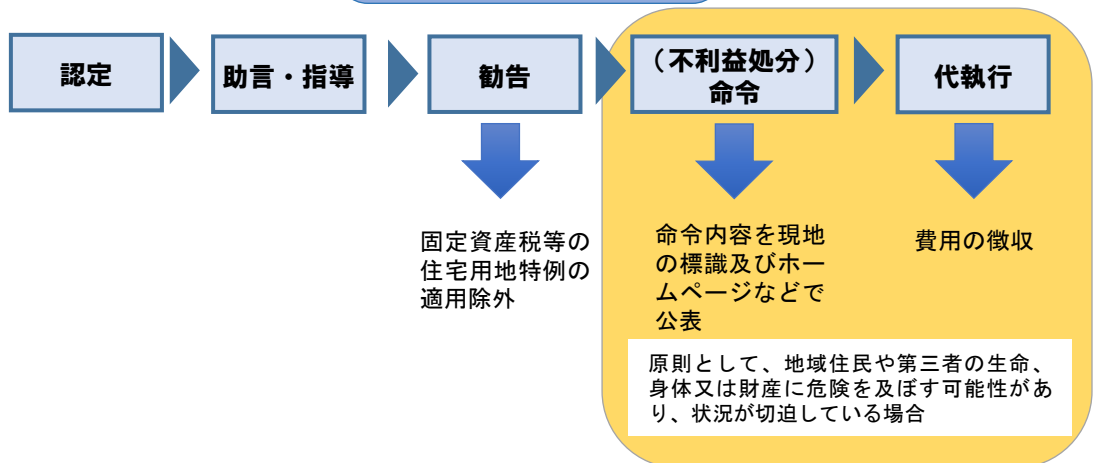 認定
助言・指導
勧告
（不利益処分）
命令
代執行
固定資産税等の
住宅用地特例の
適用除外
命令内容を現地
の標識及びホー
ムページなどで
公表
費用の徴収
原則として、地域住民や第三者の生命、
身体又は財産に危険を及ぼす可能性があ
り、状況が切迫している場合